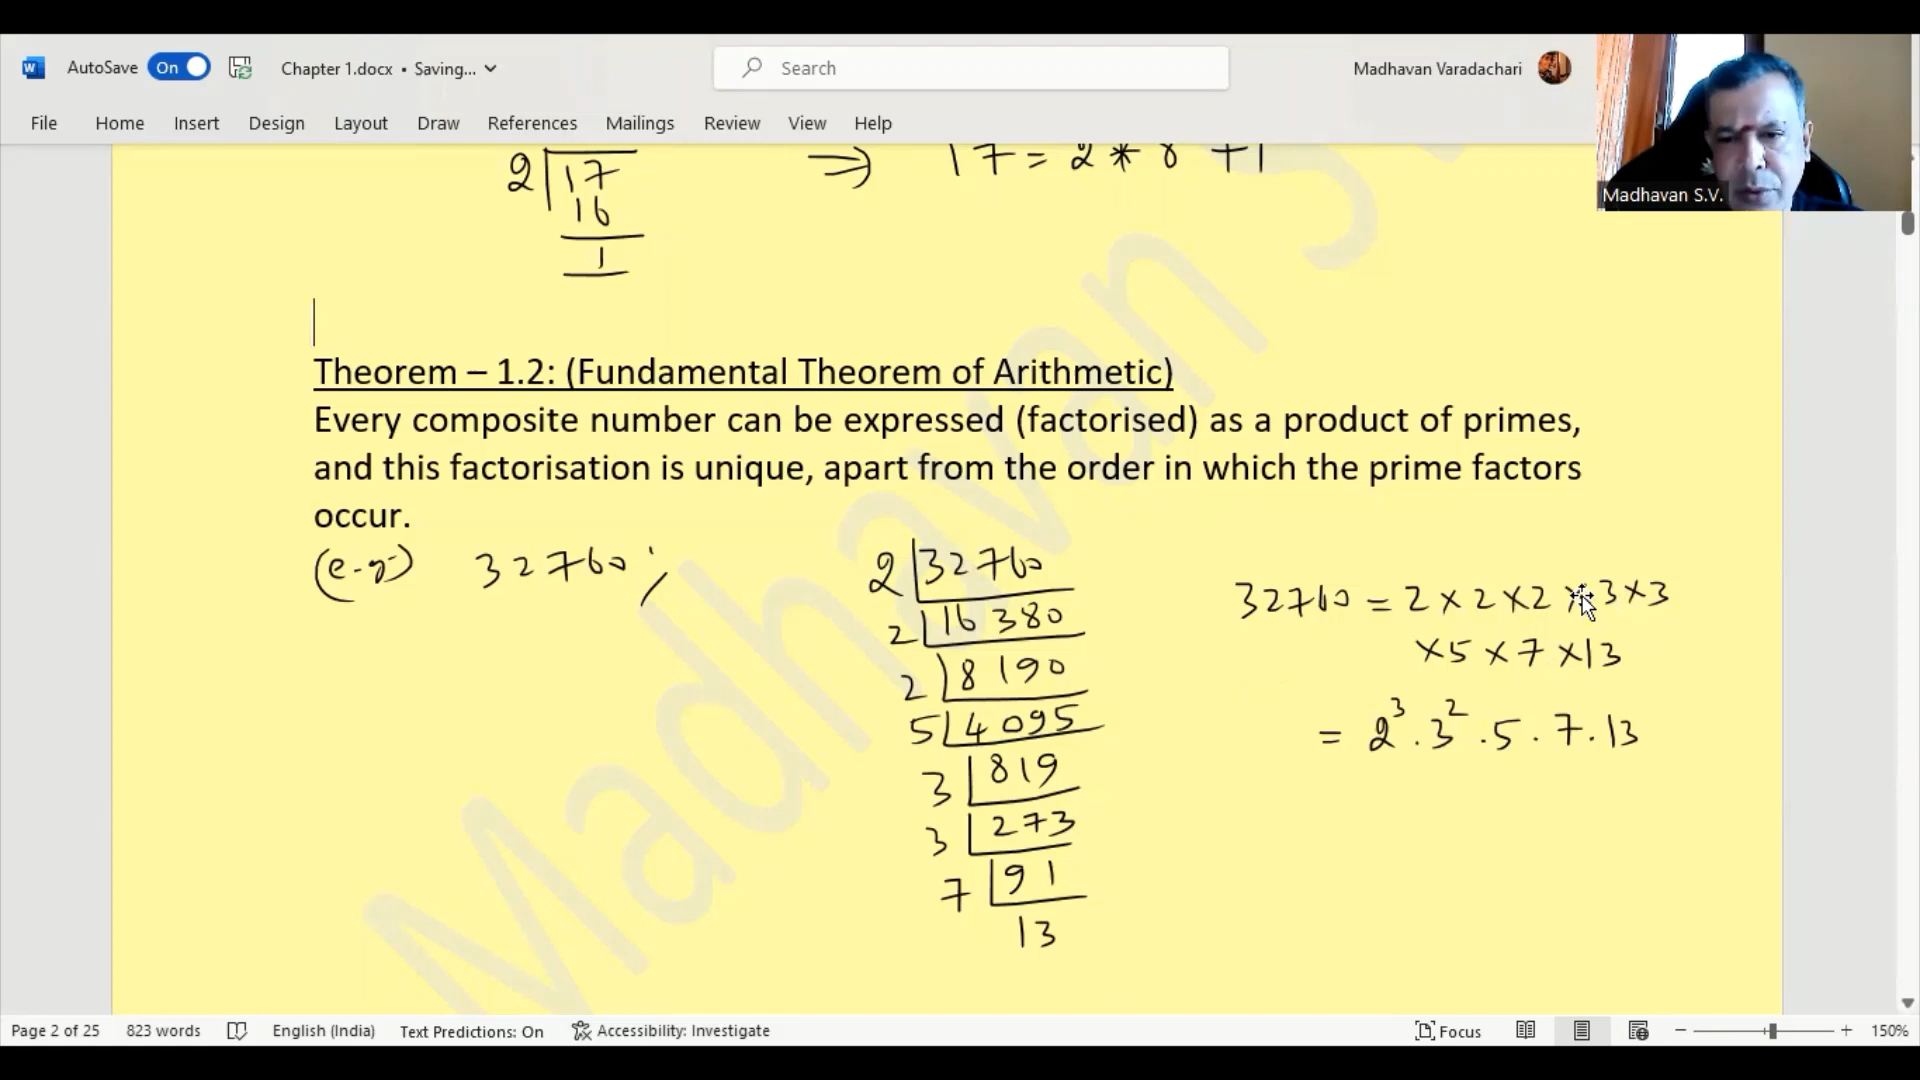 AutoSave On Chapter 1.docx • Saving... Search Madhavan Varadachari
File Home Insert Design Layout Draw References Mailings Review View Help
Madhavan S.V.
2 17 ⇒ 17 = 2 * 8 + 1
16
1
Theorem – 1.2: (Fundamental Theorem of Arithmetic)
Every composite number can be expressed (factorised) as a product of primes,
and this factorisation is unique, apart from the order in which the prime factors
occur.
(e.g) 32760
2 32760
2 16380
2 8190
5 4095
3 819
3 273
7 91
13
32760 = 2 × 2 × 2 × 3 × 3
× 5 × 7 × 13
= 2³ . 3² . 5 . 7 . 13
Madhavan S V
Page 2 of 25 823 words English (India) Text Predictions: On Accessibility: Investigate Focus 150%